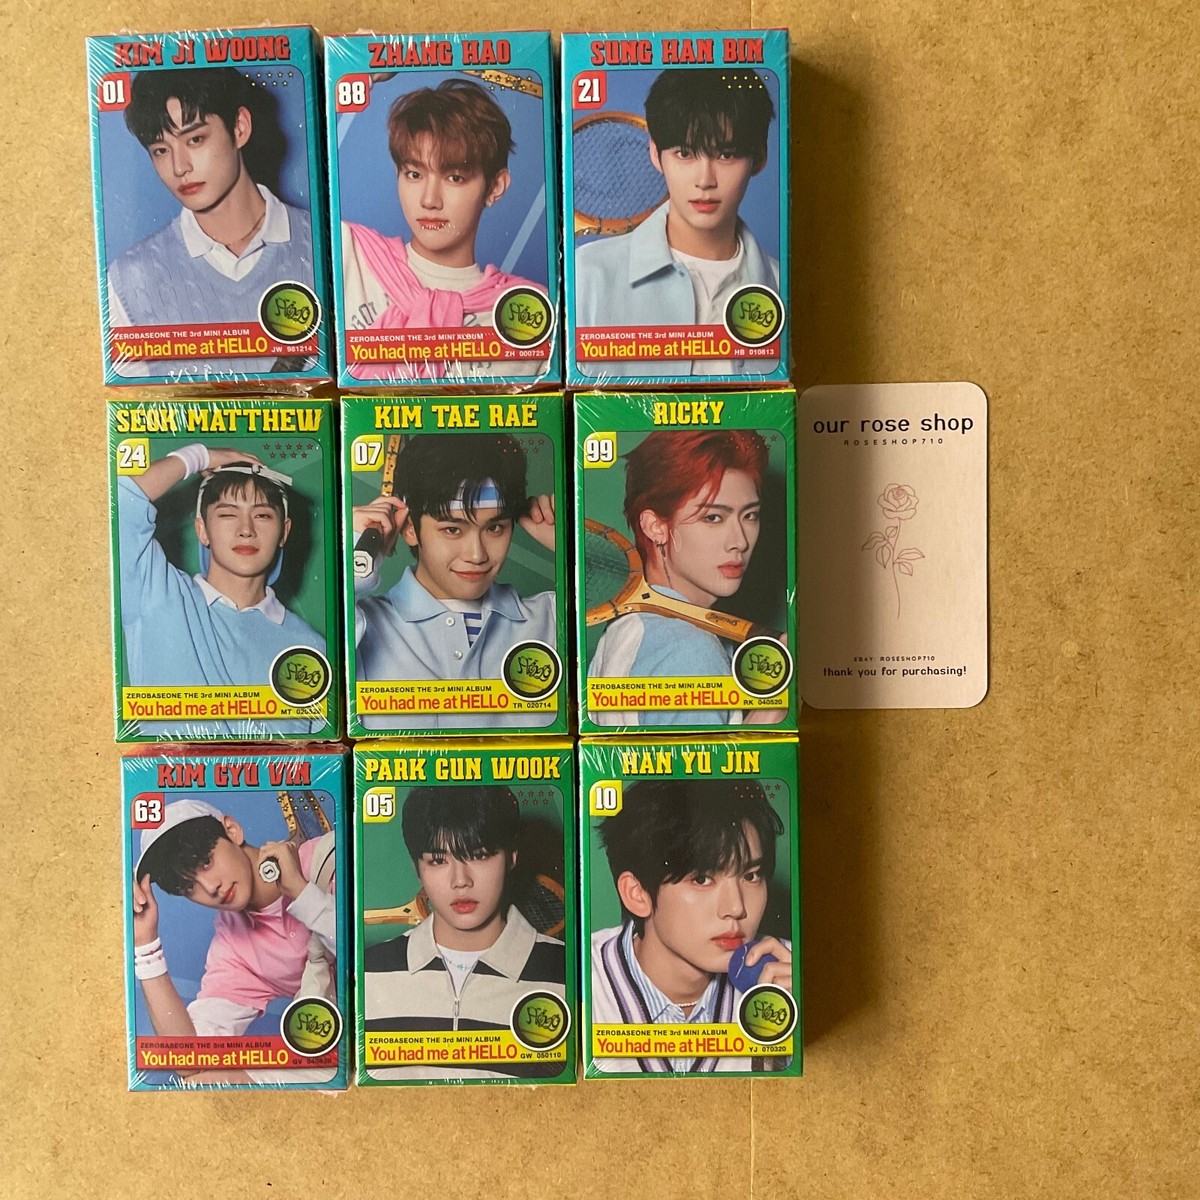 KIM JI WOONG
01
ZEROBASEONE THE 3rd MINI ALBUM
You had me at HELLO
JW 981214
ZHANG HAO
88
ZEROBASEONE THE 3rd MINI ALBUM
You had me at HELLO
ZH 000725
SUNG HAN BIN
21
ZEROBASEONE THE 3rd MINI ALBUM
You had me at HELLO
HB 010613
SEOK MATTHEW
24
ZEROBASEONE THE 3rd MINI ALBUM
You had me at HELLO
MT
KIM TAE RAE
07
ZEROBASEONE THE 3rd MINI ALBUM
You had me at HELLO
TR 020714
RICKY
99
ZEROBASEONE THE 3rd MINI ALBUM
You had me at HELLO
RK 040520
our rose shop
ROSESHOP710
EBAY: ROSESHOP710
thank you for purchasing!
KIM GYU VIN
63
ZEROBASEONE THE 3rd MINI ALBUM
You had me at HELLO
GV
PARK GUN WOOK
05
ZEROBASEONE THE 3rd MINI ALBUM
You had me at HELLO
GW 050110
HAN YU JIN
10
ZEROBASEONE THE 3rd MINI ALBUM
You had me at HELLO
YJ 070320